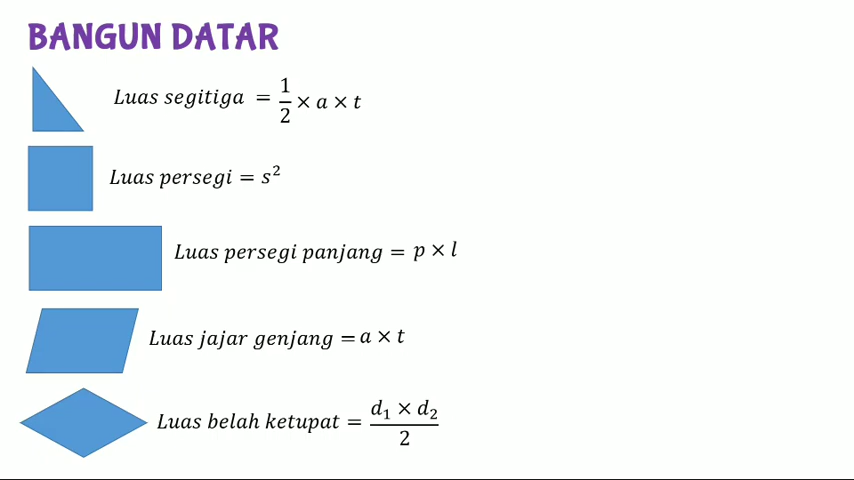 BANGUN DATAR
Luas segitiga = 1/2 × a × t
Luas persegi = s²
Luas persegi panjang = p × l
Luas jajar genjang = a × t
Luas belah ketupat = d₁ × d₂ / 2